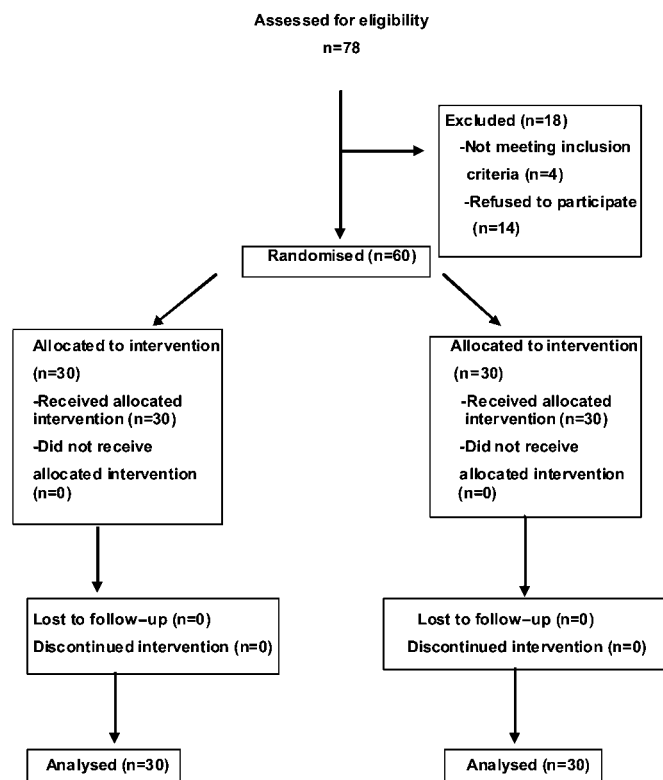 Assessed for eligibility
n=78
Excluded (n=18)
-Not meeting inclusion
criteria (n=4)
-Refused to participate
(n=14)
Randomised (n=60)
Allocated to intervention
(n=30)
-Received allocated
intervention (n=30)
-Did not receive
allocated intervention
(n=0)
Allocated to intervention
(n=30)
-Received allocated
intervention (n=30)
-Did not receive
allocated intervention
(n=0)
Lost to follow–up (n=0)
Discontinued intervention (n=0)
Lost to follow–up (n=0)
Discontinued intervention (n=0)
Analysed (n=30)
Analysed (n=30)